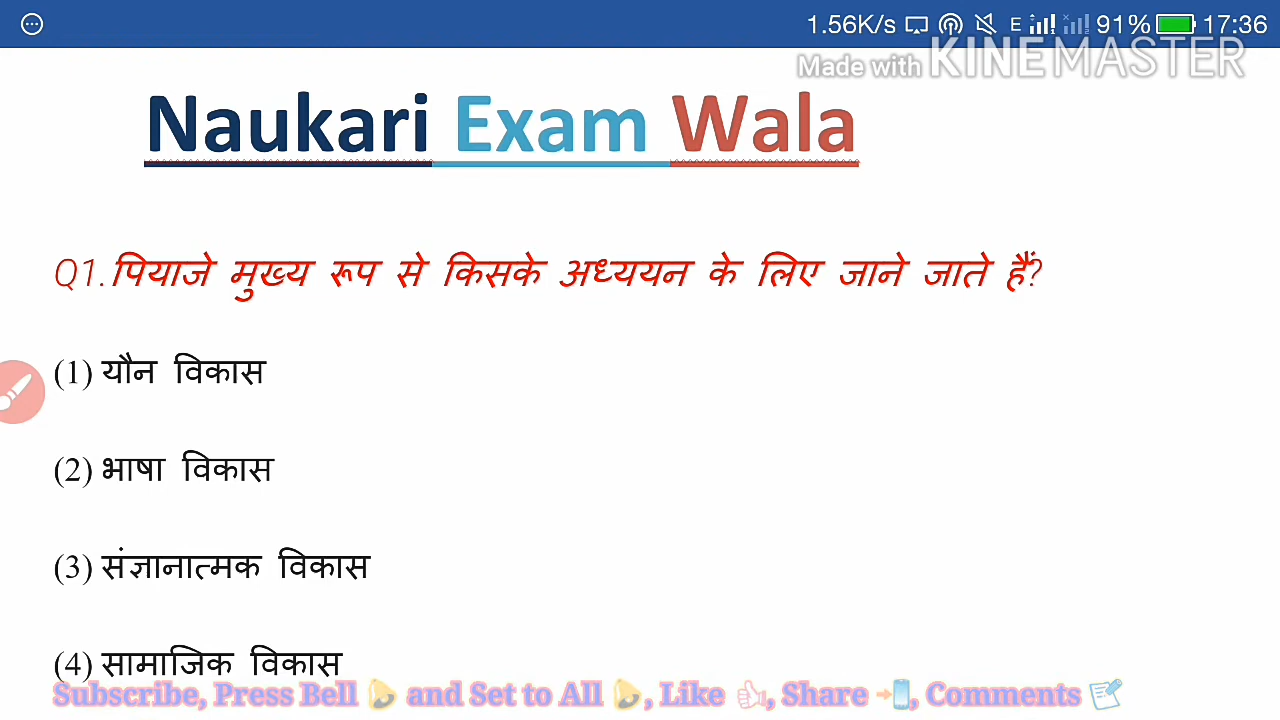 1.56K/s E 91% 17:36
Made with KINEMASTER
Naukari Exam Wala
Q1.पियाजे मुख्य रूप से किसके अध्ययन के लिए जाने जाते हैं?
(1) यौन विकास
(2) भाषा विकास
(3) संज्ञानात्मक विकास
(4) सामाजिक विकास
Subscribe, Press Bell 🔔 and Set to All 🔔, Like 👍, Share 📲, Comments 📝